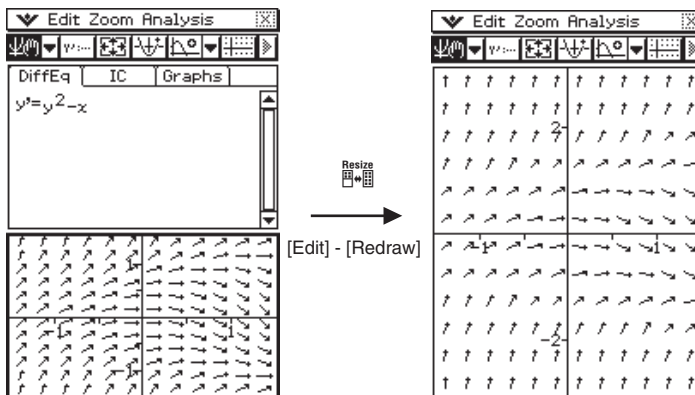 Edit Zoom Analysis
DiffEq IC Graphs
y'=y²-x
1
-1
1
-1
Resize
[Edit] - [Redraw]
Edit Zoom Analysis
2
-1
1
-2